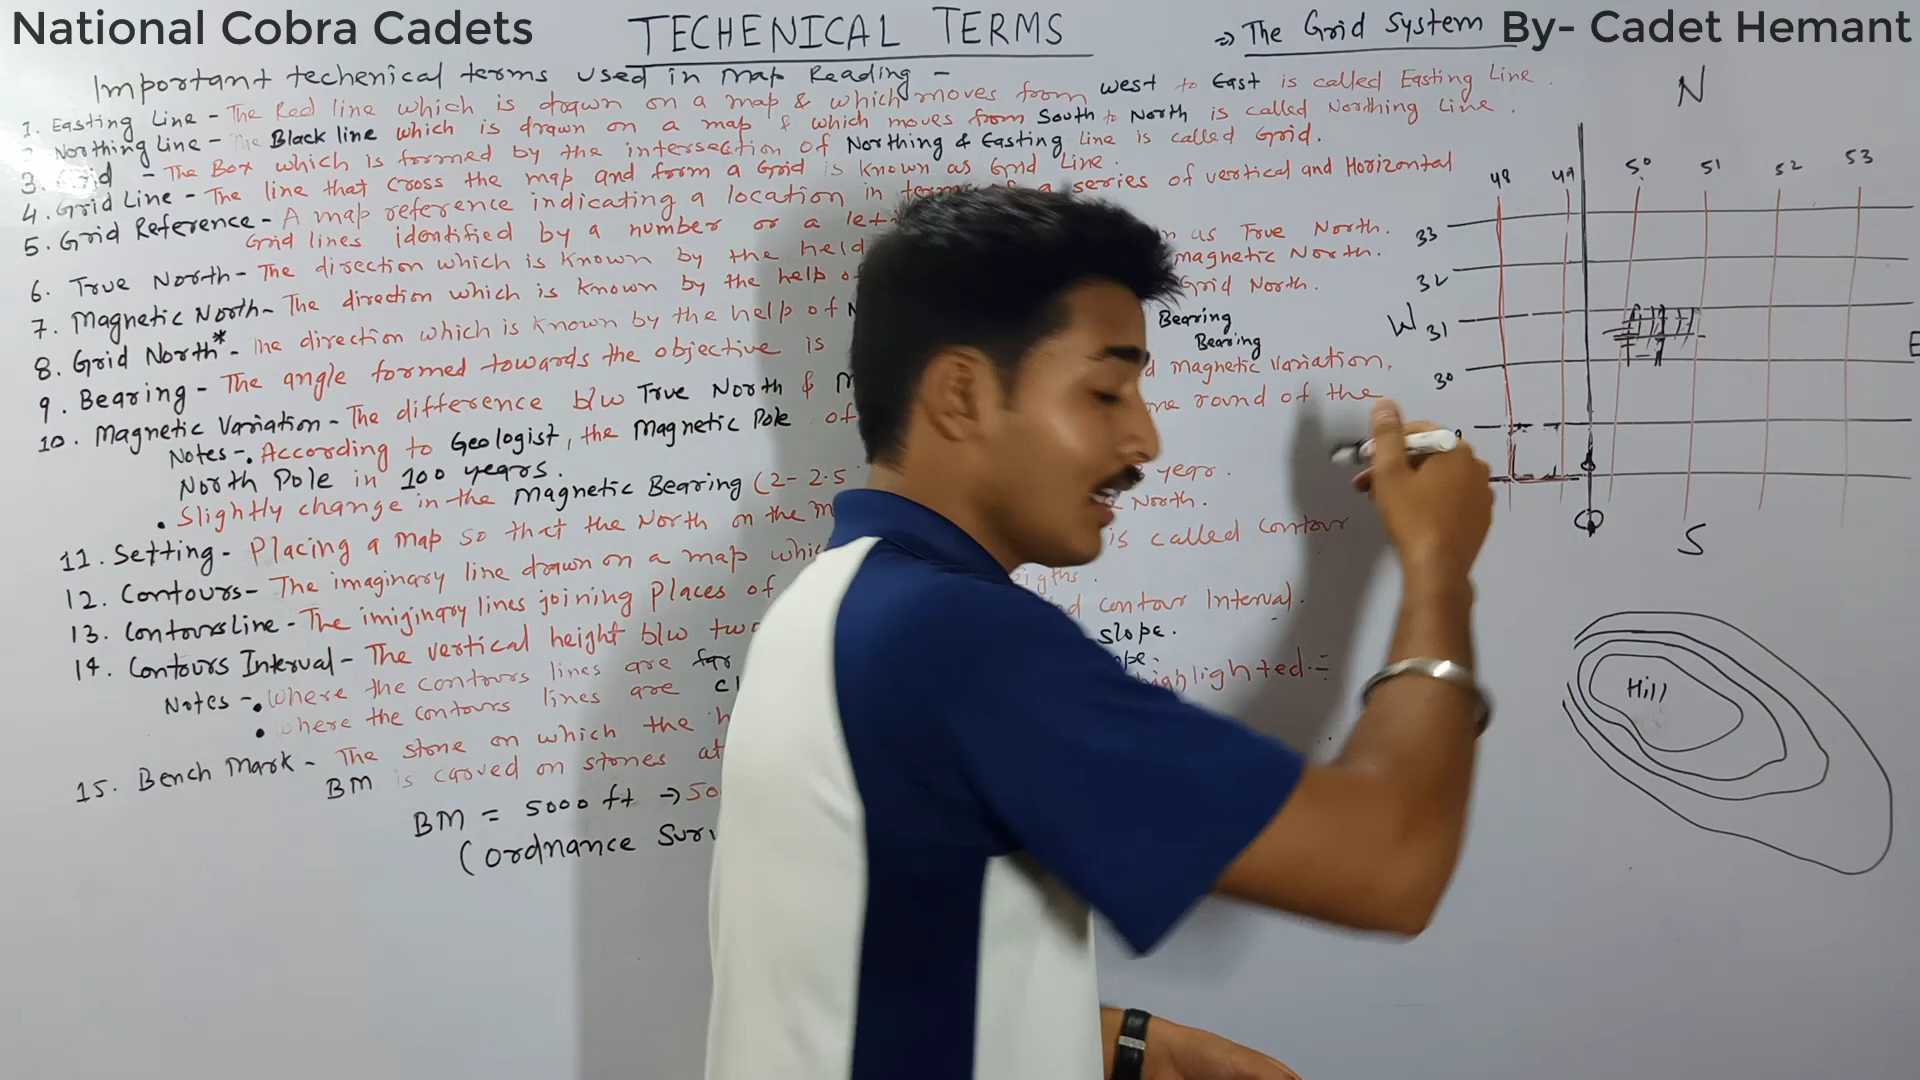 National Cobra Cadets
TECHENICAL TERMS
=> The Grid System
By- Cadet Hemant
Important techenical terms used in map Reading -
1. Easting Line - The Red line which is drawn on a map & which moves from west to East is called Easting Line.
Northing Line - The Black line which is drawn on a map & which moves from South to North is called Northing Line.
3. Grid - The Box which is formed by the intersection of Northing & Easting Line is called Grid.
4. Grid Line - The line that cross the map and form a Grid is known as Grid Line.
5. Grid Reference - A map reference indicating a location in terms of a series of vertical and Horizontal
Grid lines identified by a number or a let
6. True North - The direction which is known by the held n as True North.
7. Magnetic North - The direction which is known by the help of magnetic North.
8. Grid North* - The direction which is known by the help of Grid North.
9. Bearing - The angle formed towards the objective is Bearing
Bearing
10. Magnetic Variation - The difference b/w True North & M d magnetic Variation.
Notes -. According to Geologist, the Magnetic Pole of one round of the
North Pole in 100 years.
• Slightly change in the Magnetic Bearing (2-2.5 year.
11. Setting - Placing a map so that the North on the m North.
12. Contours - The imaginary line drawn on a map whic is called contour
13. Contours Line - The imiginary lines joining Places of eigths.
14. Contours Interval - The vertical height b/w two ed contour Interval.
Notes -. where the contours lines are far slope.
• where the contours lines are cl ope.
15. Bench Mark - The stone on which the h highlighted :-
BM is carved on stones at
BM = 5000 ft → 50
(Ordnance Surv
N
48 49 50 51 52 53
33
32
W 31
E
30
S
Hill